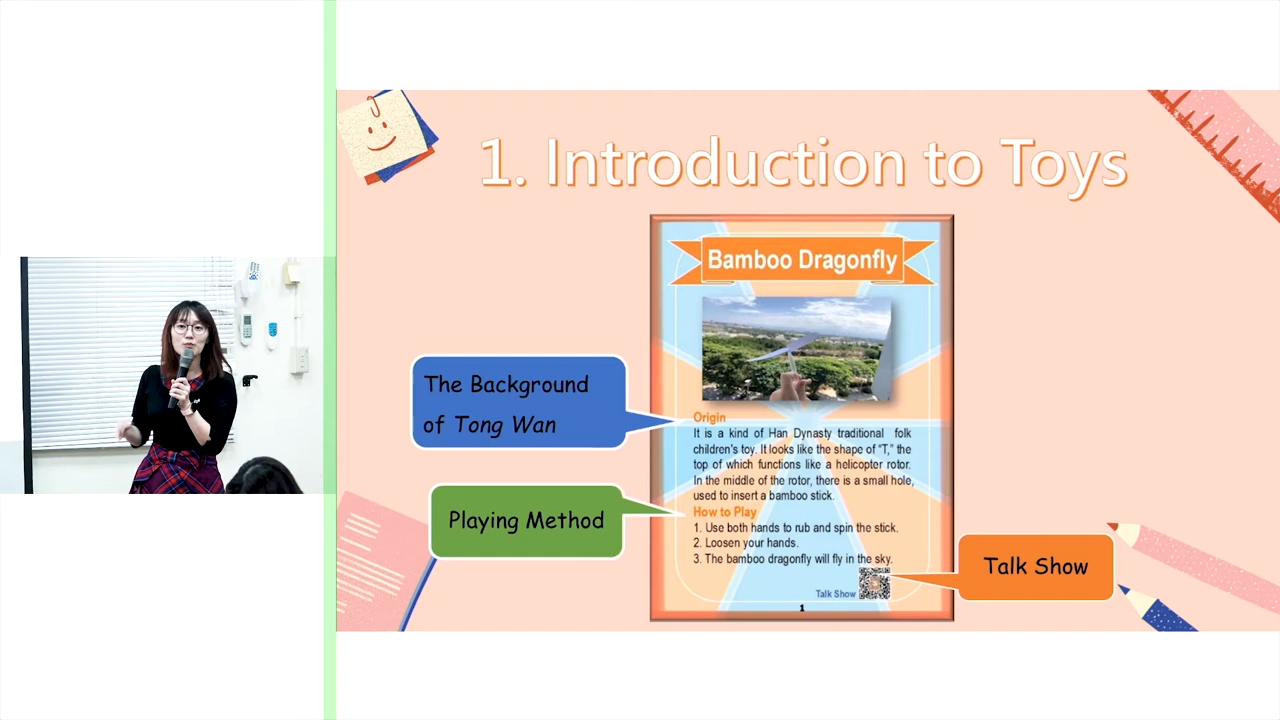 1. Introduction to Toys
Bamboo Dragonfly
The Background
of Tong Wan
Origin
It is a kind of Han Dynasty traditional folk
children's toy. It looks like the shape of "T," the
top of which functions like a helicopter rotor.
In the middle of the rotor, there is a small hole,
used to insert a bamboo stick.
Playing Method
How to Play
1. Use both hands to rub and spin the stick.
2. Loosen your hands.
3. The bamboo dragonfly will fly in the sky.
Talk Show
Talk Show
1